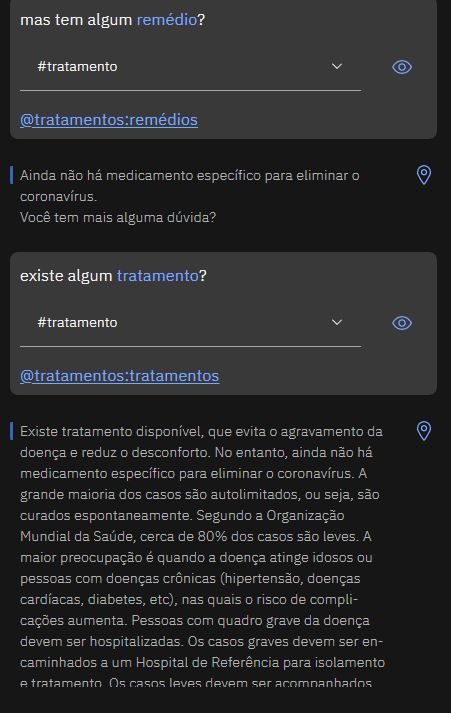 mas tem algum remédio?
#tratamento
@tratamentos:remédios
Ainda não há medicamento específico para eliminar o
coronavírus.
Você tem mais alguma dúvida?
existe algum tratamento?
#tratamento
@tratamentos:tratamentos
Existe tratamento disponível, que evita o agravamento da
doença e reduz o desconforto. No entanto, ainda não há
medicamento específico para eliminar o coronavírus. A
grande maioria dos casos são autolimitados, ou seja, são
curados espontaneamente. Segundo a Organização
Mundial da Saúde, cerca de 80% dos casos são leves. A
maior preocupação é quando a doença atinge idosos ou
pessoas com doenças crônicas (hipertensão, doenças
cardíacas, diabetes, etc), nas quais o risco de compli-
cações aumenta. Pessoas com quadro grave da doença
devem ser hospitalizadas. Os casos graves devem ser en-
caminhados a um Hospital de Referência para isolamento
e tratamento. Os casos leves devem ser acompanhados